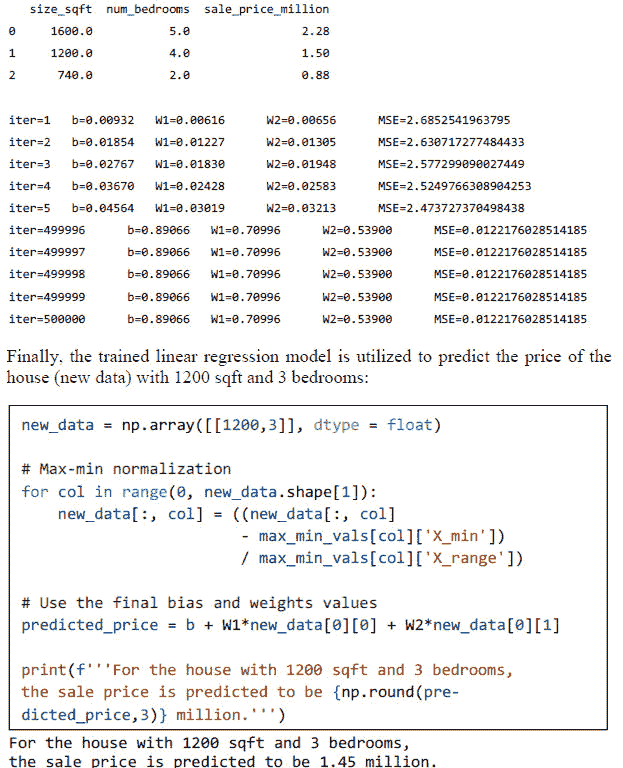 size_sqft num_bedrooms sale_price_million
0 1600.0 5.0 2.28
1 1200.0 4.0 1.50
2 740.0 2.0 0.88
iter=1 b=0.00932 W1=0.00616 W2=0.00656 MSE=2.6852541963795
iter=2 b=0.01854 W1=0.01227 W2=0.01305 MSE=2.630717277484433
iter=3 b=0.02767 W1=0.01830 W2=0.01948 MSE=2.577299090027449
iter=4 b=0.03670 W1=0.02428 W2=0.02583 MSE=2.5249766308904253
iter=5 b=0.04564 W1=0.03019 W2=0.03213 MSE=2.473727370498438
iter=499996 b=0.89066 W1=0.70996 W2=0.53900 MSE=0.0122176028514185
iter=499997 b=0.89066 W1=0.70996 W2=0.53900 MSE=0.0122176028514185
iter=499998 b=0.89066 W1=0.70996 W2=0.53900 MSE=0.0122176028514185
iter=499999 b=0.89066 W1=0.70996 W2=0.53900 MSE=0.0122176028514185
iter=500000 b=0.89066 W1=0.70996 W2=0.53900 MSE=0.0122176028514185
Finally, the trained linear regression model is utilized to predict the price of the
house (new data) with 1200 sqft and 3 bedrooms:
new_data = np.array([[1200,3]], dtype = float)
# Max-min normalization
for col in range(0, new_data.shape[1]):
    new_data[:, col] = ((new_data[:, col]
                        - max_min_vals[col]['X_min'])
                        / max_min_vals[col]['X_range'])
# Use the final bias and weights values
predicted_price = b + W1*new_data[0][0] + W2*new_data[0][1]
print(f'''For the house with 1200 sqft and 3 bedrooms,
the sale price is predicted to be {np.round(pre-
dicted_price,3)} million.''')
For the house with 1200 sqft and 3 bedrooms,
the sale price is predicted to be 1.45 million.